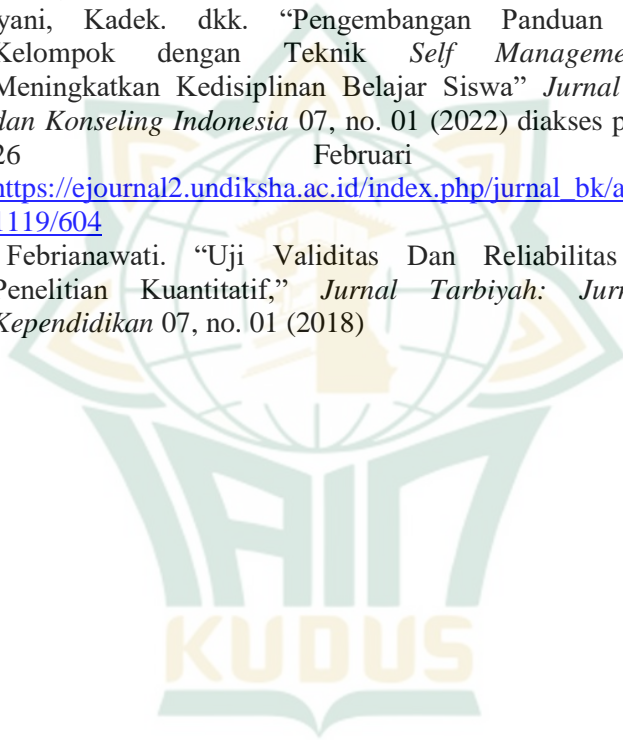 yani, Kadek. dkk. “Pengembangan Panduan
Kelompok dengan Teknik Self Manageme
Meningkatkan Kedisiplinan Belajar Siswa” Jurnal
dan Konseling Indonesia 07, no. 01 (2022) diakses p
26 Februari
https://ejournal2.undiksha.ac.id/index.php/jurnal_bk/a
1119/604
Febrianawati. “Uji Validitas Dan Reliabilitas
Penelitian Kuantitatif,” Jurnal Tarbiyah: Jurn
Kependidikan 07, no. 01 (2018)
IAIN
KUDUS